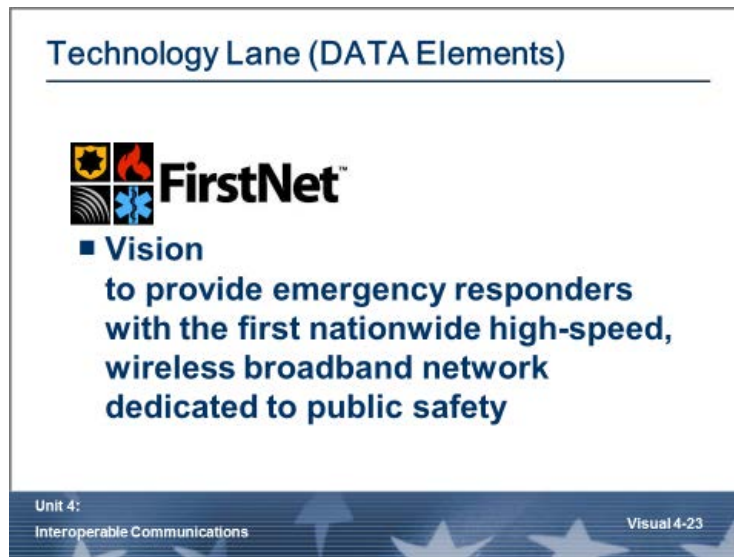 Technology Lane (DATA Elements)
FirstNet™
■ Vision
to provide emergency responders
with the first nationwide high-speed,
wireless broadband network
dedicated to public safety
Unit 4:
Interoperable Communications
Visual 4-23